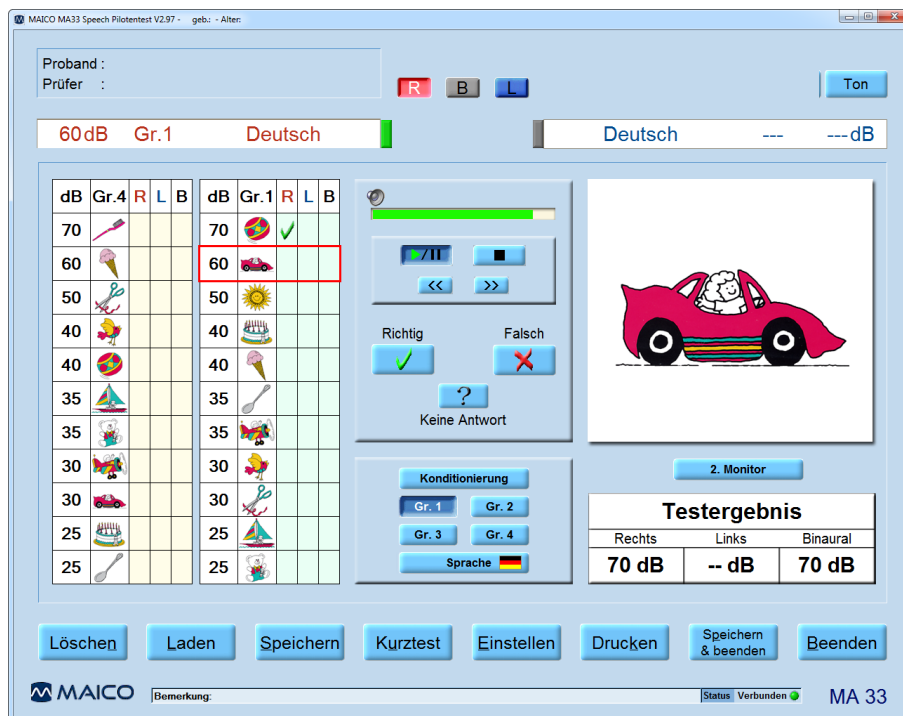 MAICO MA33 Speech Pilotentest V2.97 - geb.: - Alter:
Proband :
Prüfer :
R B L
Ton
60dB Gr.1 Deutsch
Deutsch --- ---dB
dB Gr.4 R L B
70
60
50
40
40
35
35
30
30
25
25
dB Gr.1 R L B
70
60
50
40
40
35
35
30
30
25
25
▶/II ■
<< >>
Richtig Falsch
?
Keine Antwort
Konditionierung
Gr. 1 Gr. 2
Gr. 3 Gr. 4
Sprache
2. Monitor
Testergebnis
Rechts Links Binaural
70 dB -- dB 70 dB
Löschen Laden Speichern Kurztest Einstellen Drucken Speichern & beenden Beenden
MAICO Bemerkung: Status Verbunden MA 33